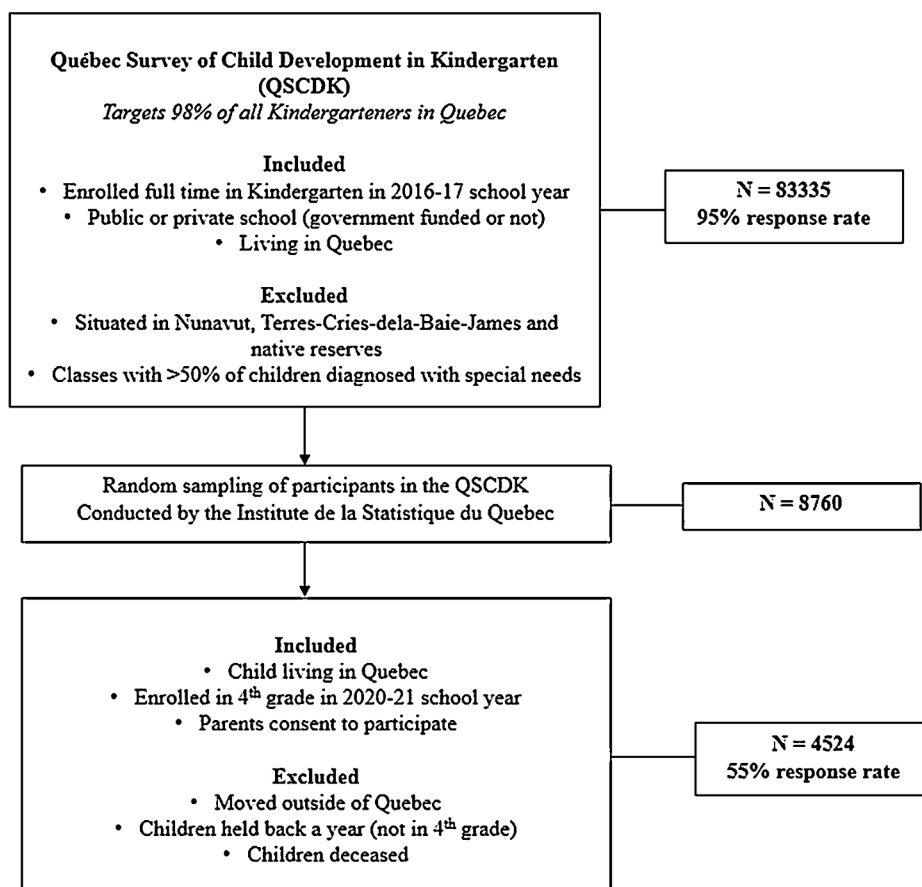 Québec Survey of Child Development in Kindergarten
(QSCDK)
Targets 98% of all Kindergarteners in Quebec
Included
• Enrolled full time in Kindergarten in 2016-17 school year
• Public or private school (government funded or not)
• Living in Quebec
Excluded
• Situated in Nunavut, Terres-Cries-dela-Baie-James and
native reserves
• Classes with >50% of children diagnosed with special needs
N = 83335
95% response rate
Random sampling of participants in the QSCDK
Conducted by the Institute de la Statistique du Quebec
N = 8760
Included
• Child living in Quebec
• Enrolled in 4th grade in 2020-21 school year
• Parents consent to participate
Excluded
• Moved outside of Quebec
• Children held back a year (not in 4th grade)
• Children deceased
N = 4524
55% response rate